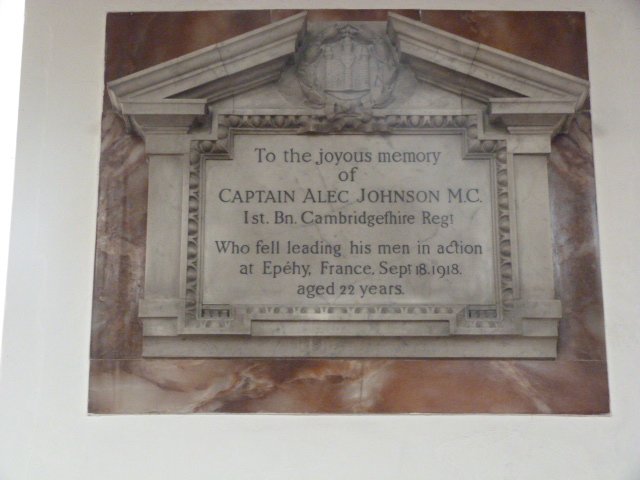 To the joyous memory
of
CAPTAIN ALEC JOHNSON M.C.
1st. Bn. Cambridgeſhire Regt
Who fell leading his men in action
at Epéhy, France, Sept. 18. 1918.
aged 22 years.